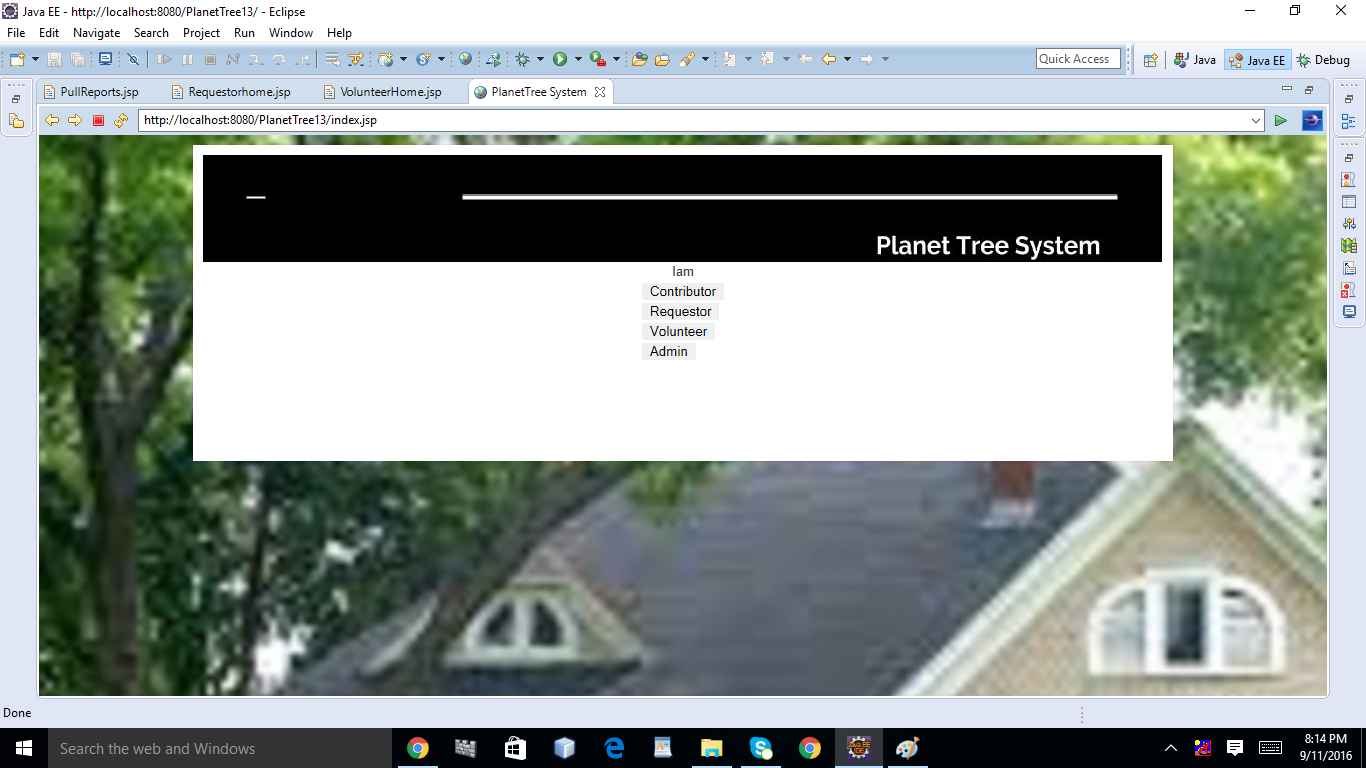 Java EE - http://localhost:8080/PlanetTree13/ - Eclipse
File Edit Navigate Search Project Run Window Help
Quick Access Java Java EE Debug
PullReports.jsp Requestorhome.jsp VolunteerHome.jsp PlanetTree System
http://localhost:8080/PlanetTree13/index.jsp
Planet Tree System
Iam
Contributor
Requestor
Volunteer
Admin
Done
Search the web and Windows
8:14 PM
9/11/2016